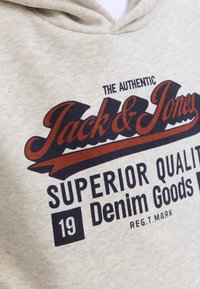 THE AUTHENTIC
Jack & Jones
SUPERIOR QUALIT
19 Denim Goods
REG.T.MARK